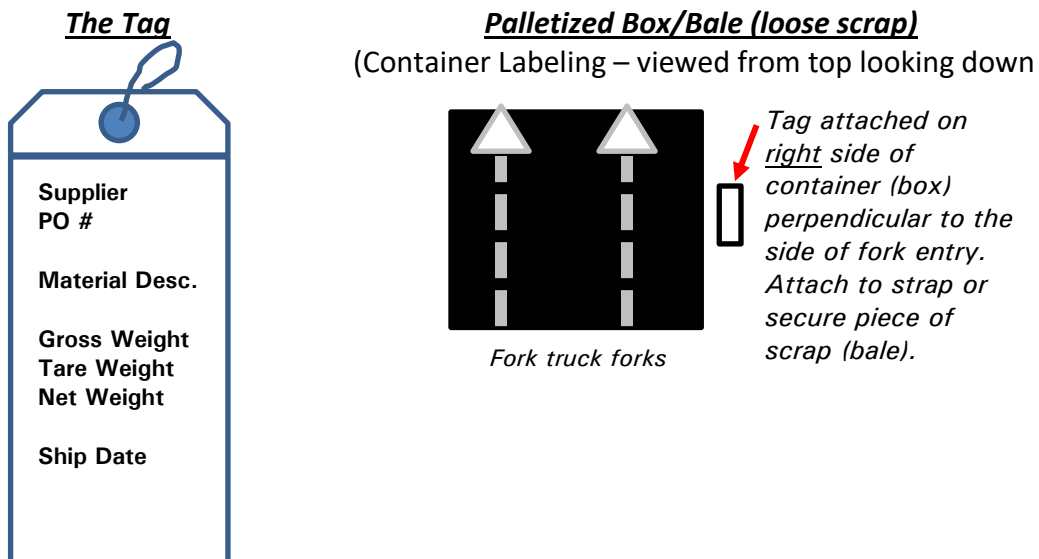 The Tag
Supplier
PO #
Material Desc.
Gross Weight
Tare Weight
Net Weight
Ship Date
Palletized Box/Bale (loose scrap)
(Container Labeling – viewed from top looking down
Tag attached on
right side of
container (box)
perpendicular to the
side of fork entry.
Attach to strap or
secure piece of
scrap (bale).
Fork truck forks